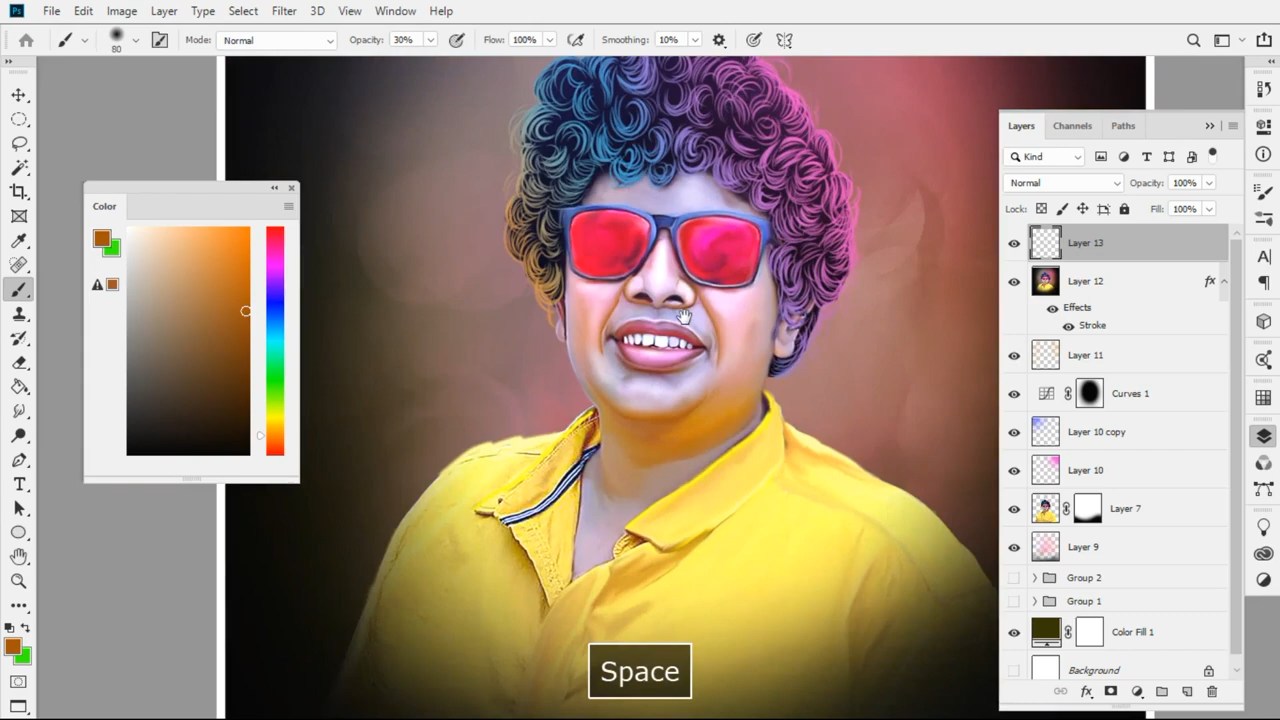 Ps File Edit Image Layer Type Select Filter 3D View Window Help
80 Mode: Normal Opacity: 30% Flow: 100% Smoothing: 10%
Color
Layers Channels Paths
Kind
Normal Opacity: 100%
Lock: Fill: 100%
Layer 13
Layer 12 fx
Effects
Stroke
Layer 11
Curves 1
Layer 10 copy
Layer 10
Layer 7
Layer 9
Group 2
Group 1
Color Fill 1
Background
fx
Space